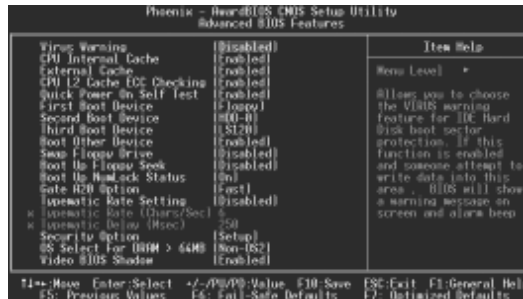 Phoenix - AwardBIOS CMOS Setup Utility
Advanced BIOS Features
Virus Warning [Disabled]
CPU Internal Cache [Enabled]
External Cache [Enabled]
CPU L2 Cache ECC Checking [Enabled]
Quick Power On Self Test [Enabled]
First Boot Device [Floppy]
Second Boot Device [HDD-0]
Third Boot Device [LS120]
Boot Other Device [Enabled]
Swap Floppy Drive [Disabled]
Boot Up Floppy Seek [Disabled]
Boot Up NumLock Status [On]
Gate A20 Option [Fast]
Typematic Rate Setting [Disabled]
x Typematic Rate (Chars/Sec) 6
x Typematic Delay (Msec) 250
Security Option [Setup]
OS Select For DRAM > 64MB [Non-OS2]
Video BIOS Shadow [Enabled]
Item Help
Menu Level
Allows you to choose
the VIRUS warning
feature for IDE Hard
Disk boot sector
protection. If this
function is enabled
and someone attempt to
write data into this
area , BIOS will show
a warning message on
screen and alarm beep
↑↓→←:Move Enter:Select +/-/PU/PD:Value F10:Save ESC:Exit F1:General Hel
F5: Previous Values F6: Fail-Safe Defaults F7: Optimized Defaults